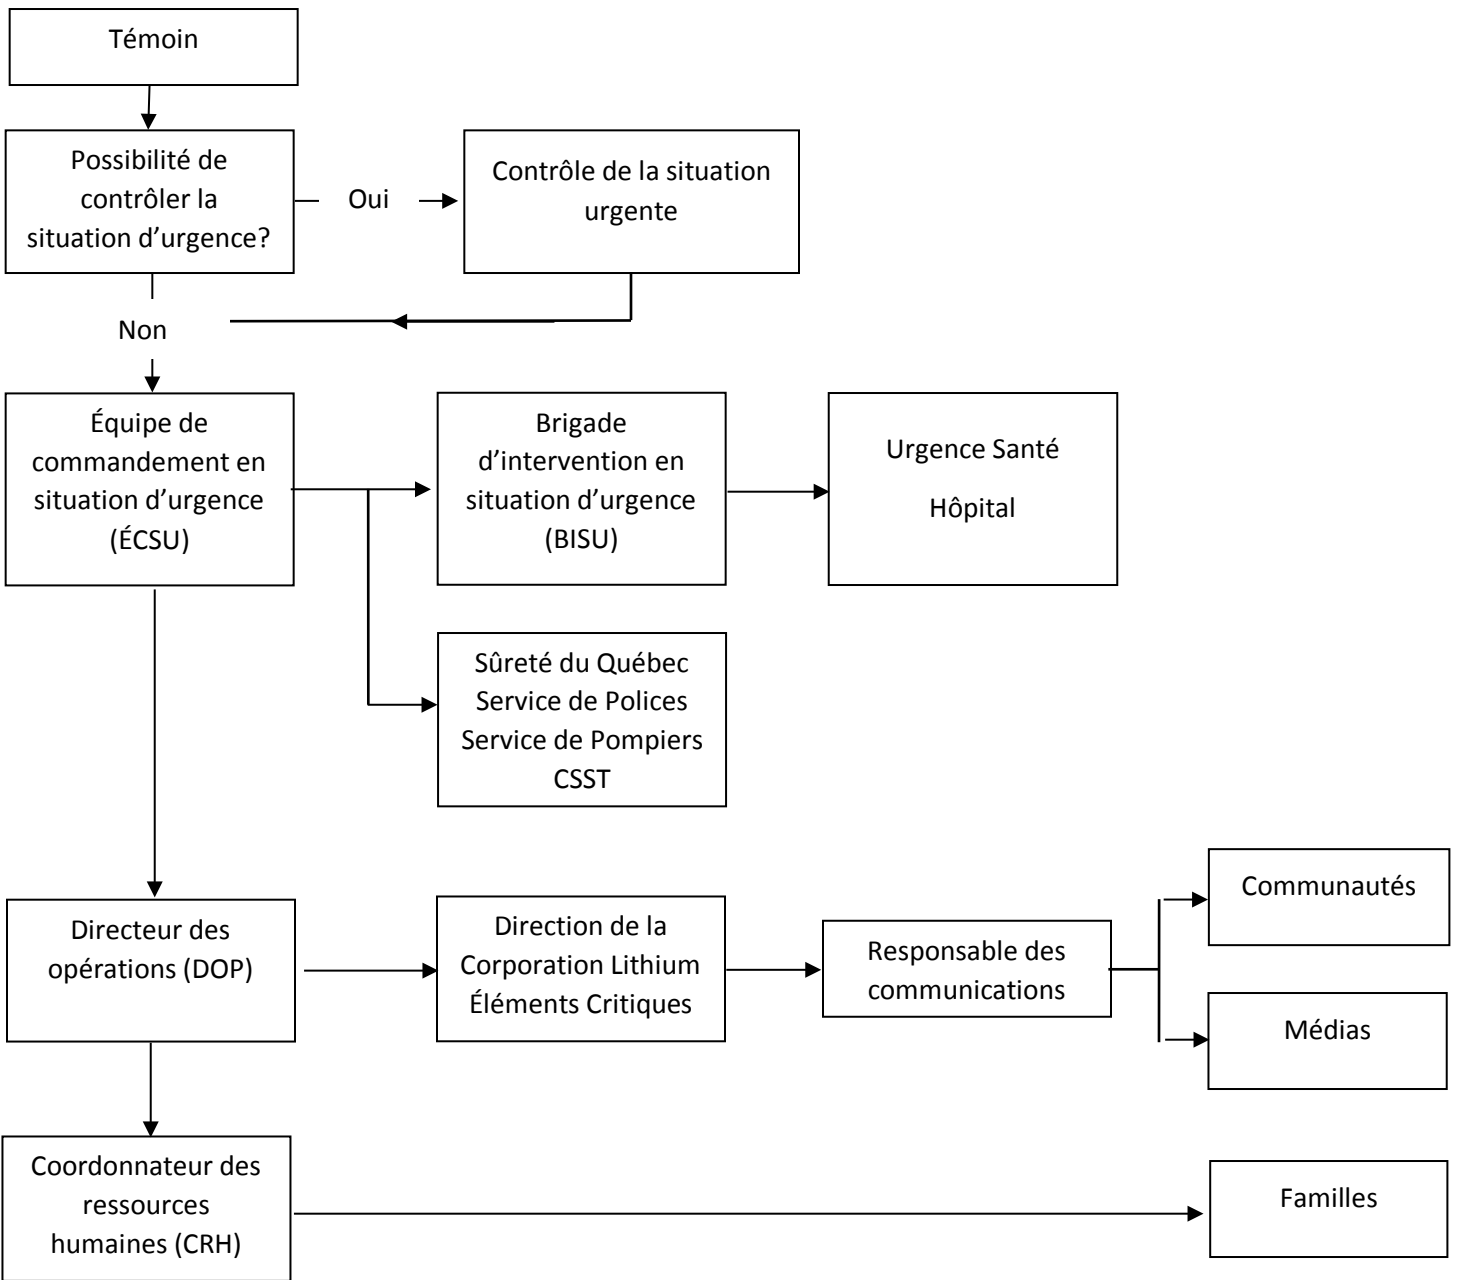 Témoin
Possibilité de
contrôler la
situation d’urgence?
Oui
Contrôle de la situation
urgente
Non
Équipe de
commandement en
situation d’urgence
(ÉCSU)
Brigade
d’intervention en
situation d’urgence
(BISU)
Urgence Santé
Hôpital
Sûreté du Québec
Service de Polices
Service de Pompiers
CSST
Directeur des
opérations (DOP)
Direction de la
Corporation Lithium
Éléments Critiques
Responsable des
communications
Communautés
Médias
Coordonnateur des
ressources
humaines (CRH)
Familles